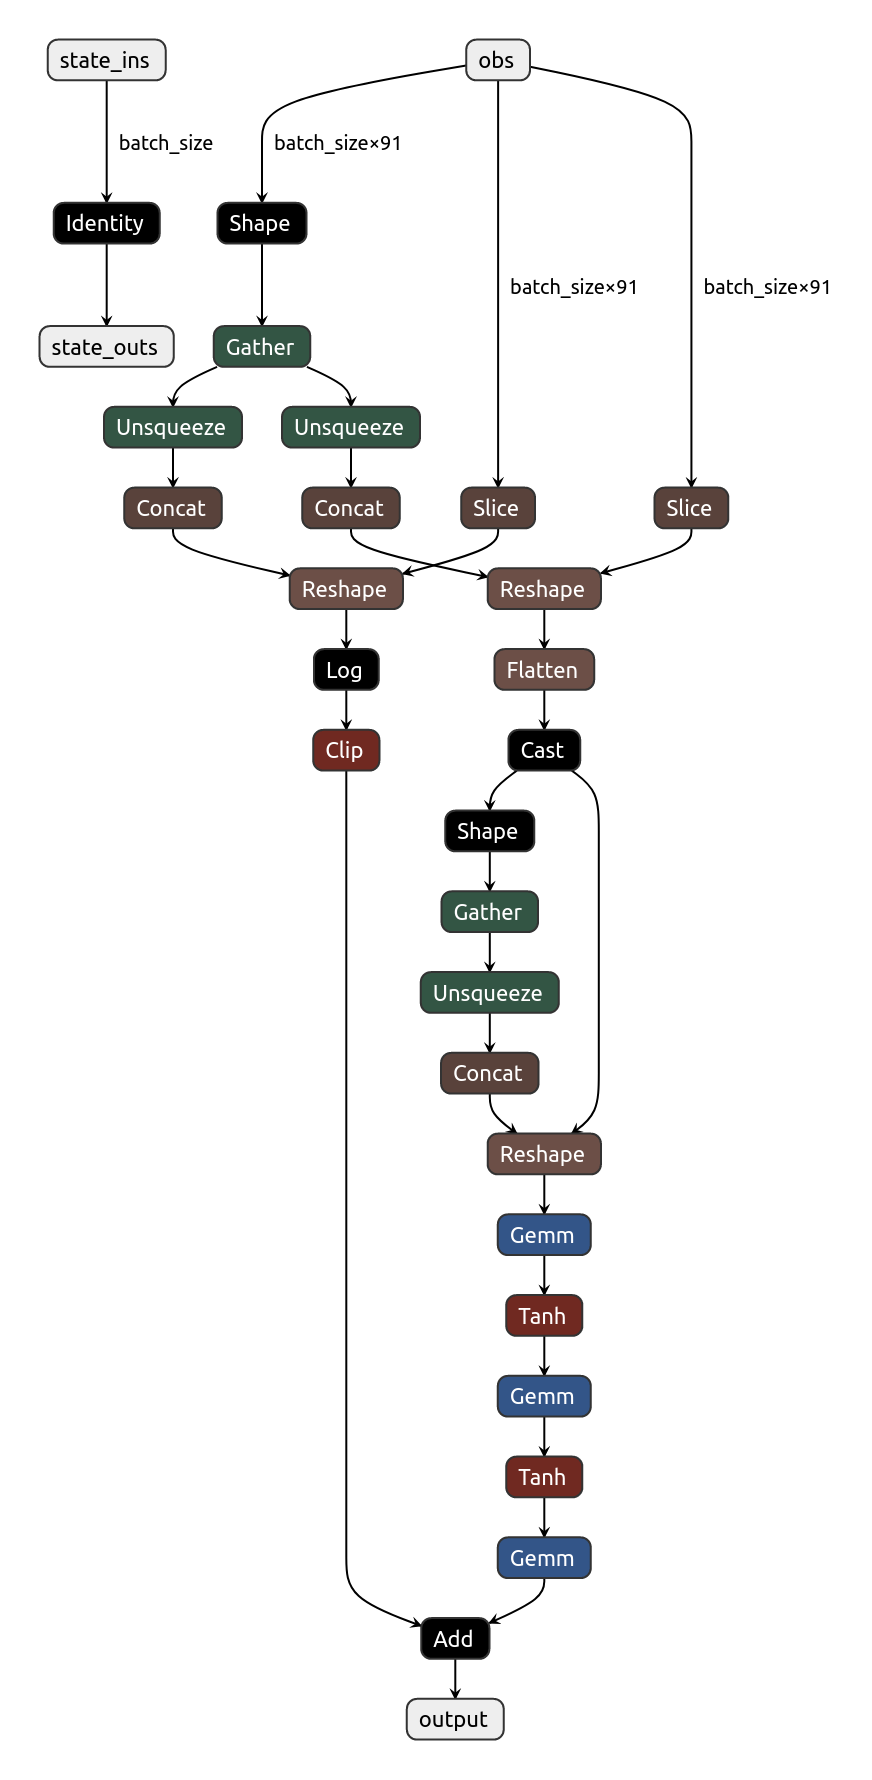 state_ins
obs
batch_size
batch_size×91
Identity
Shape
batch_size×91
batch_size×91
state_outs
Gather
Unsqueeze
Unsqueeze
Concat
Concat
Slice
Slice
Reshape
Reshape
Log
Flatten
Clip
Cast
Shape
Gather
Unsqueeze
Concat
Reshape
Gemm
Tanh
Gemm
Tanh
Gemm
Add
output